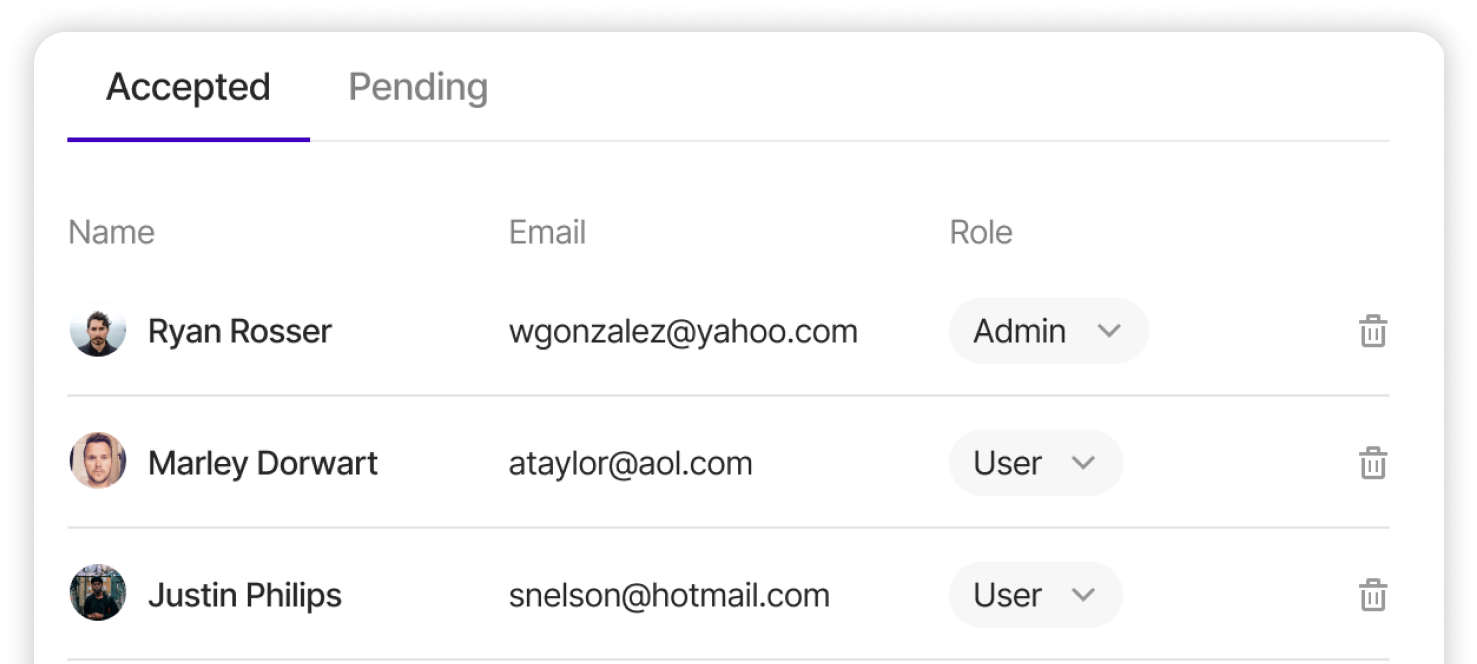 Accepted Pending
Name Email Role
Ryan Rosser wgonzalez@yahoo.com Admin
Marley Dorwart ataylor@aol.com User
Justin Philips snelson@hotmail.com User